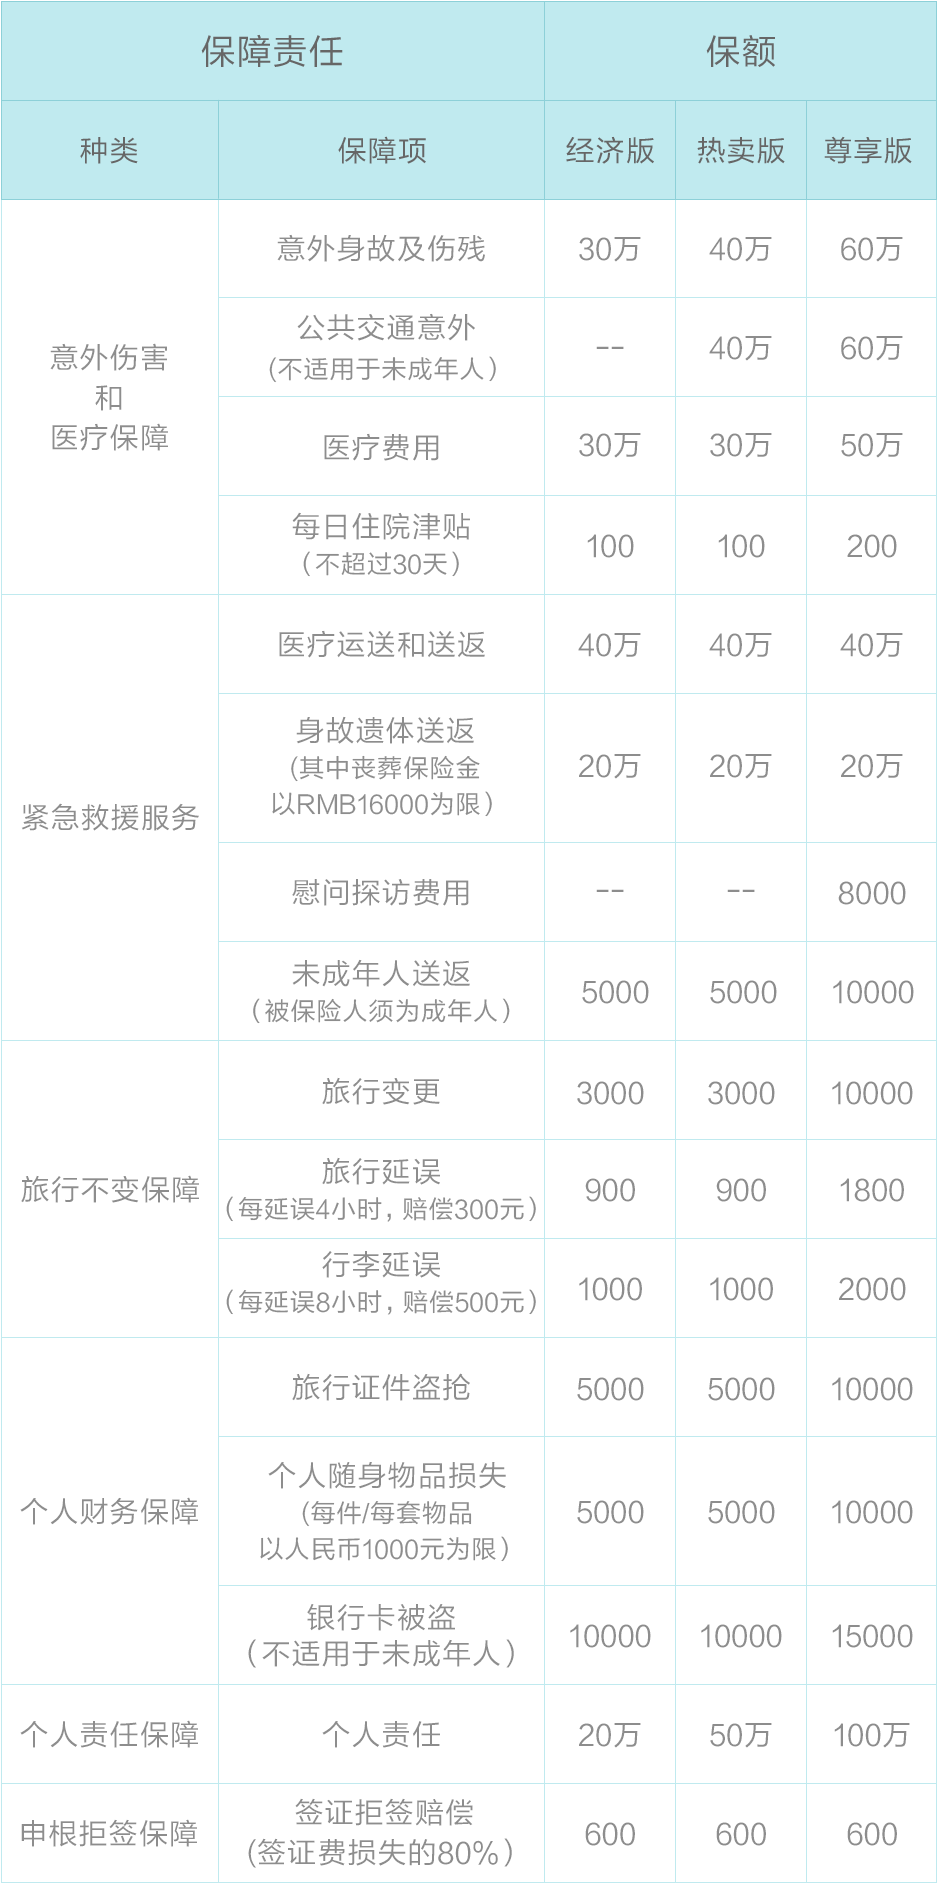 保障责任 保额
种类 保障项 经济版 热卖版 尊享版
意外伤害
和
医疗保障
意外身故及伤残 30万 40万 60万
公共交通意外
(不适用于未成年人）
-- 40万 60万
医疗费用 30万 30万 50万
每日住院津贴
（不超过30天）
100 100 200
紧急救援服务
医疗运送和送返 40万 40万 40万
身故遗体送返
(其中丧葬保险金
以RMB16000为限）
20万 20万 20万
慰问探访费用 -- -- 8000
未成年人送返
（被保险人须为成年人）
5000 5000 10000
旅行不变保障
旅行变更 3000 3000 10000
旅行延误
（每延误4小时，赔偿300元）
900 900 1800
行李延误
（每延误8小时，赔偿500元）
1000 1000 2000
个人财务保障
旅行证件盗抢 5000 5000 10000
个人随身物品损失
(每件/每套物品
以人民币1000元为限）
5000 5000 10000
银行卡被盗
（不适用于未成年人）
10000 10000 15000
个人责任保障 个人责任 20万 50万 100万
申根拒签保障
签证拒签赔偿
(签证费损失的80%）
600 600 600